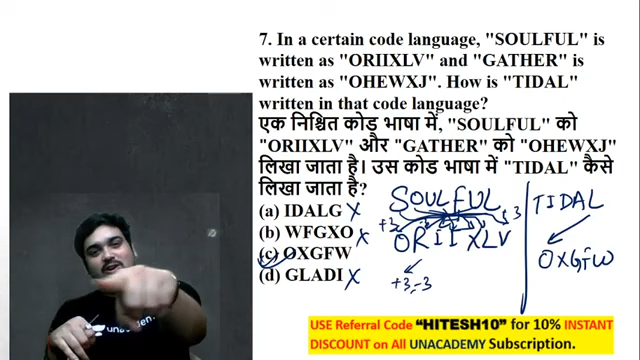 7. In a certain code language, "SOULFUL" is
written as "ORIIXLV" and "GATHER" is
written as "OHEWXJ". How is "TIDAL"
written in that code language?
एक निश्चित कोड भाषा में, "SOULFUL" को
"ORIIXLV" और "GATHER" को "OHEWXJ"
लिखा जाता है। उस कोड भाषा में "TIDAL" कैसे
लिखा जाता है?
(a) IDALG X
(b) WFGXO X
(c) OXGFW
(d) GLADI X
SOULFUL
+3 3
ORIIXLV
+3,-3
TIDAL
OXGFW
una
USE Referral Code "HITESH10" for 10% INSTANT
DISCOUNT on All UNACADEMY Subscription.